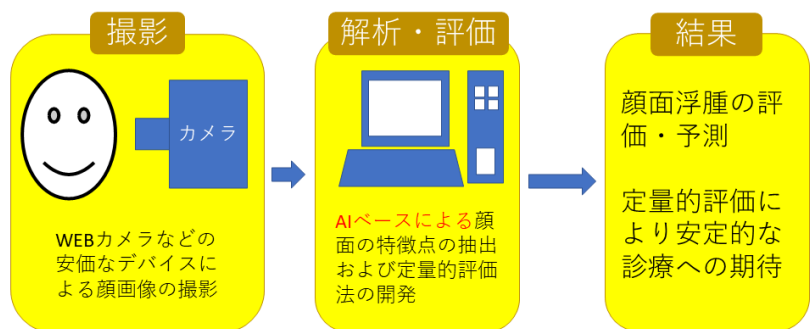 撮影
カメラ
WEBカメラなどの
安価なデバイスに
よる顔画像の撮影
解析・評価
AIベースによる顔
面の特徴点の抽出
および定量的評価
法の開発
結果
顔面浮腫の評
価・予測
定量的評価に
より安定的な
診療への期待